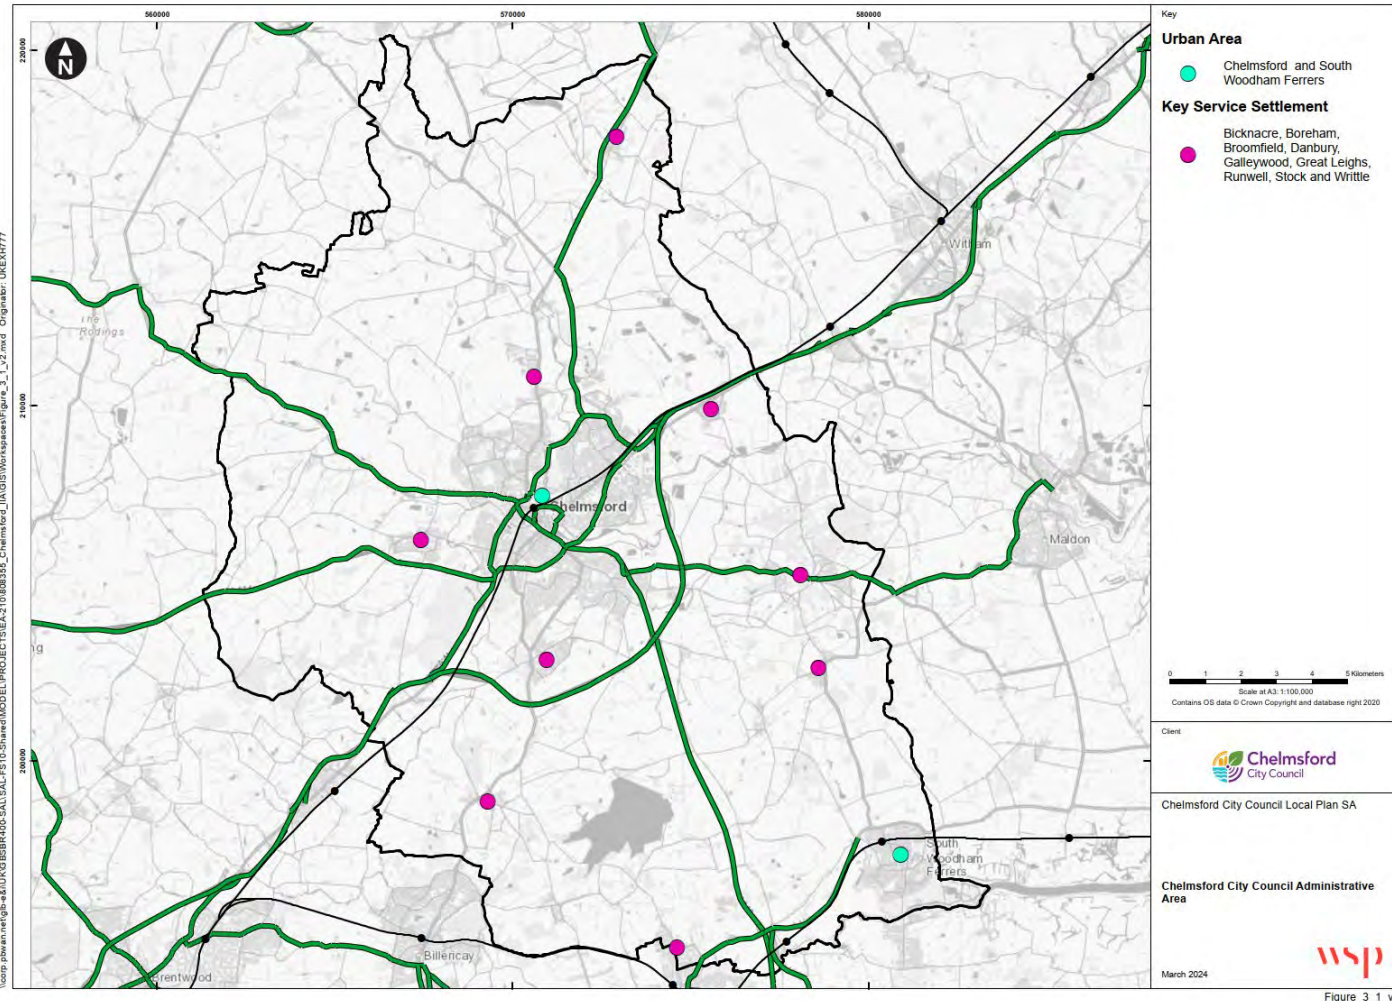 560000
570000
580000
220000
210000
200000
N
The
Rodings
Witham
Chelmsford
Maldon
South
Woodham
Ferrers
Billericay
Brentwood
ng
Key
Urban Area
Chelmsford and South
Woodham Ferrers
Key Service Settlement
Bicknacre, Boreham,
Broomfield, Danbury,
Galleywood, Great Leighs,
Runwell, Stock and Writtle
0 1 2 3 4 5 Kilometers
Scale at A3: 1:100,000
Contains OS data © Crown Copyright and database right 2020
Client
Chelmsford
City Council
Chelmsford City Council Local Plan SA
Chelmsford City Council Administrative
Area
wsp
March 2024
Figure_3_1_v